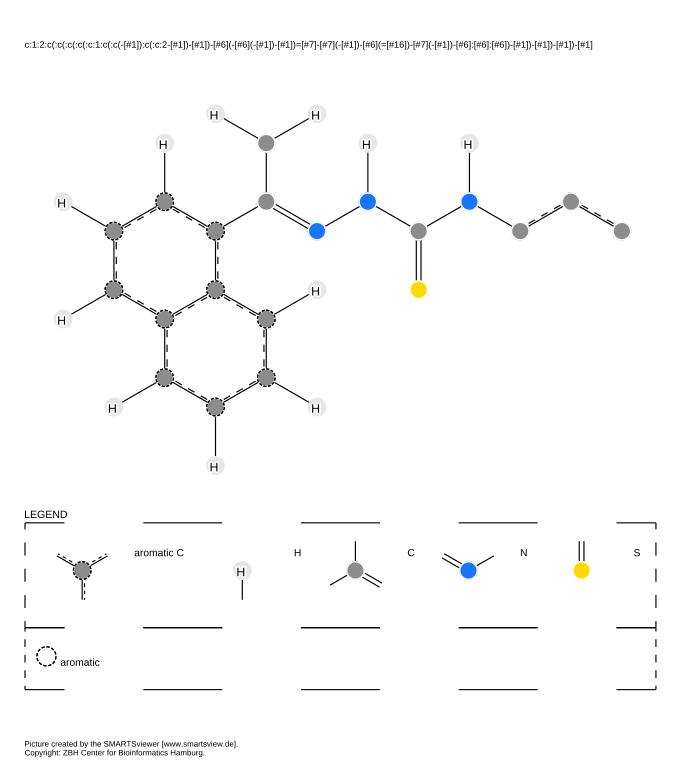 c:1:2:c(:c(:c(:c(:c:1:c(:c(-[#1]):c(:c:2-[#1])-[#1])-[#6](-[#6](-[#1])-[#1])=[#7]-[#7](-[#1])-[#6](=[#16])-[#7](-[#1])-[#6]:[#6]:[#6])-[#1])-[#1])-[#1])-[#1]
H H
H H H
H
H
H
H H
H
LEGEND
aromatic C H H C N S
aromatic
Picture created by the SMARTSviewer [www.smartsview.de].
Copyright: ZBH Center for Bioinformatics Hamburg.